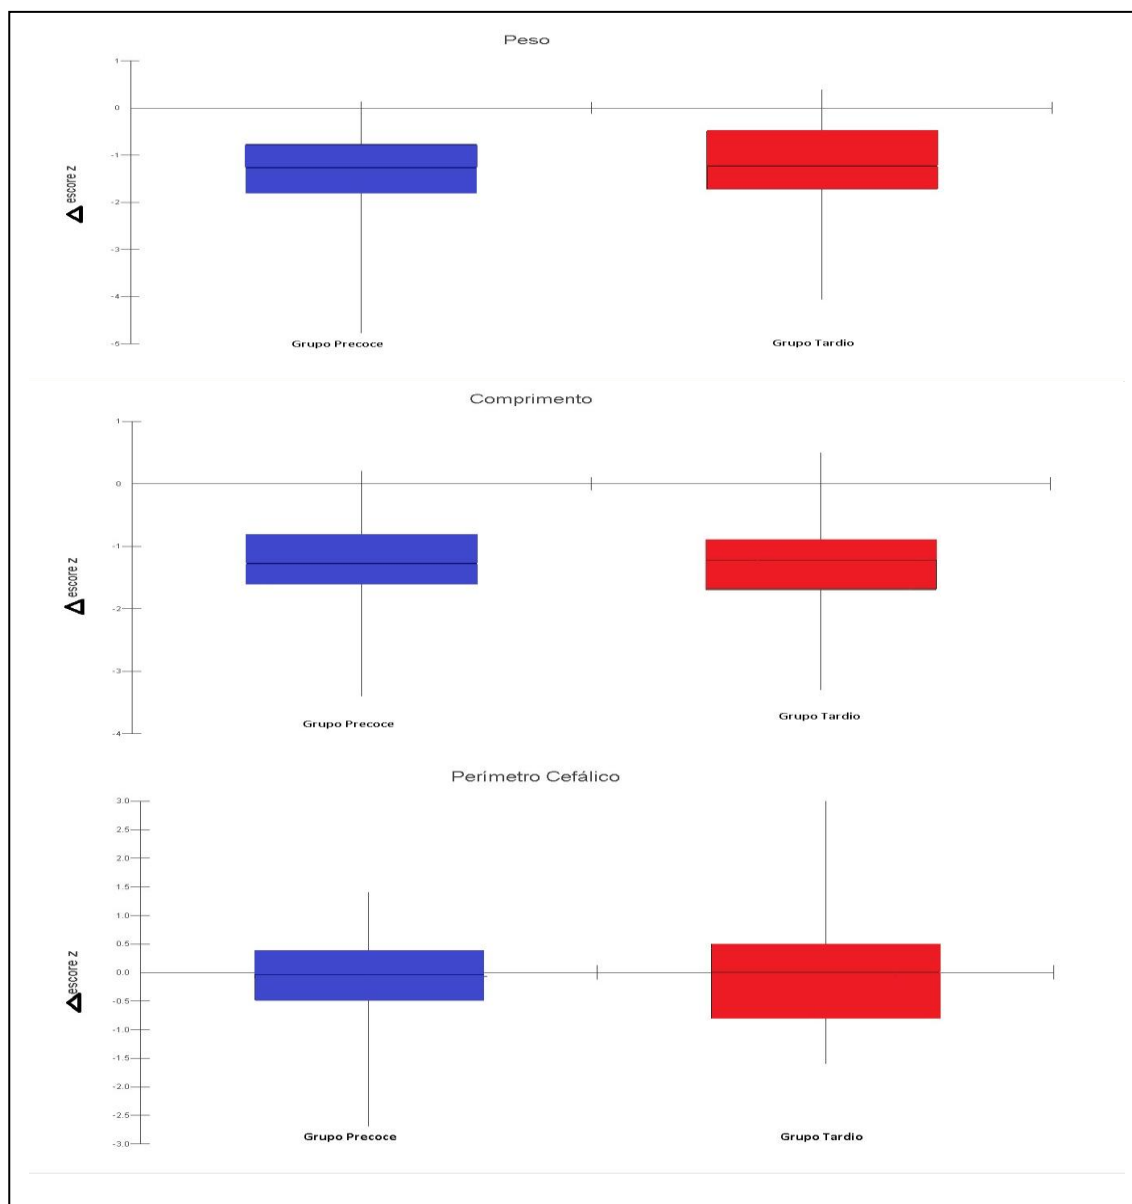 Peso
1
0
-1
-2
-3
-4
-5
Δ escore z
Grupo Precoce
Grupo Tardio
Comprimento
1
0
-1
-2
-3
-4
Δ escore z
Grupo Precoce
Grupo Tardio
Perímetro Cefálico
3.0
2.5
2.0
1.5
1.0
0.5
0.0
-0.5
-1.0
-1.5
-2.0
-2.5
-3.0
Δ escore z
Grupo Precoce
Grupo Tardio